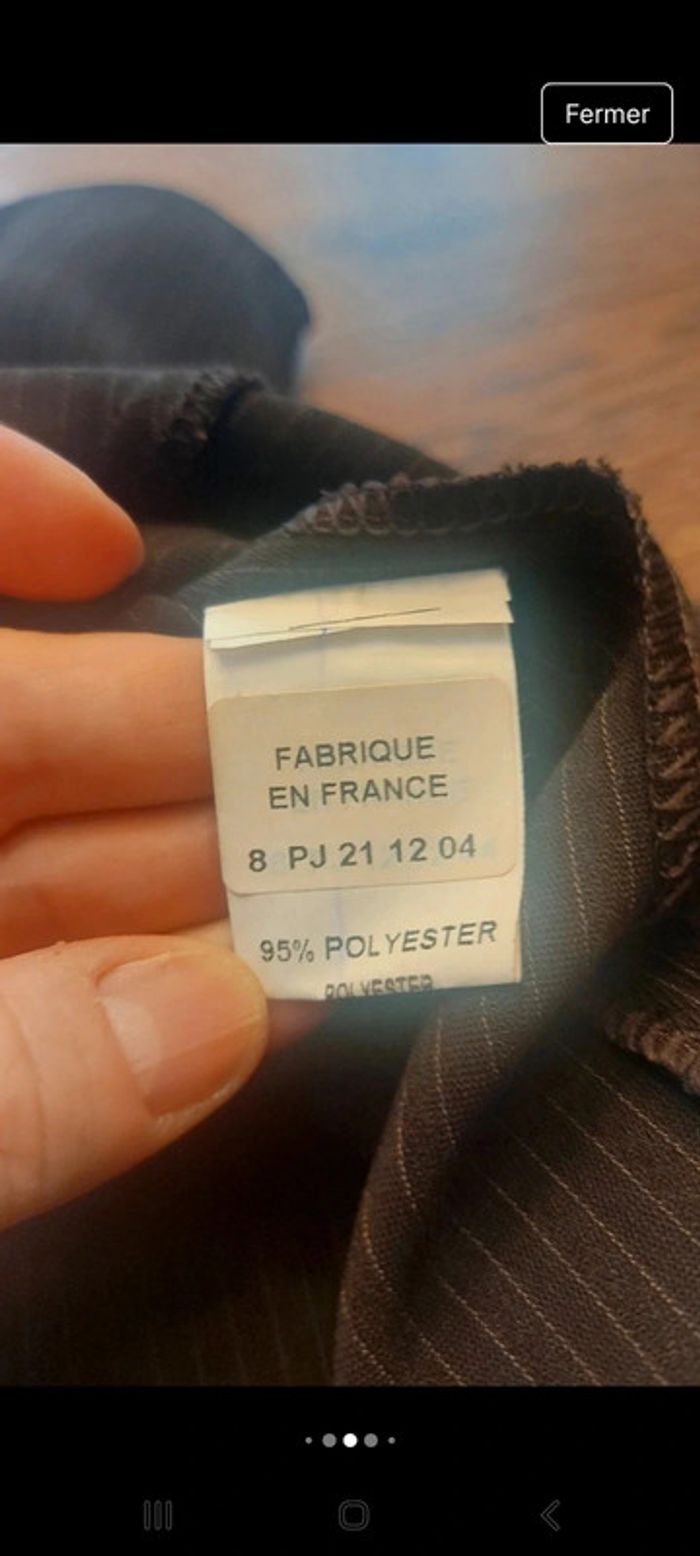 Fermer
FABRIQUE
EN FRANCE
8 PJ 21 12 04
95% POLYESTER
POLYESTER